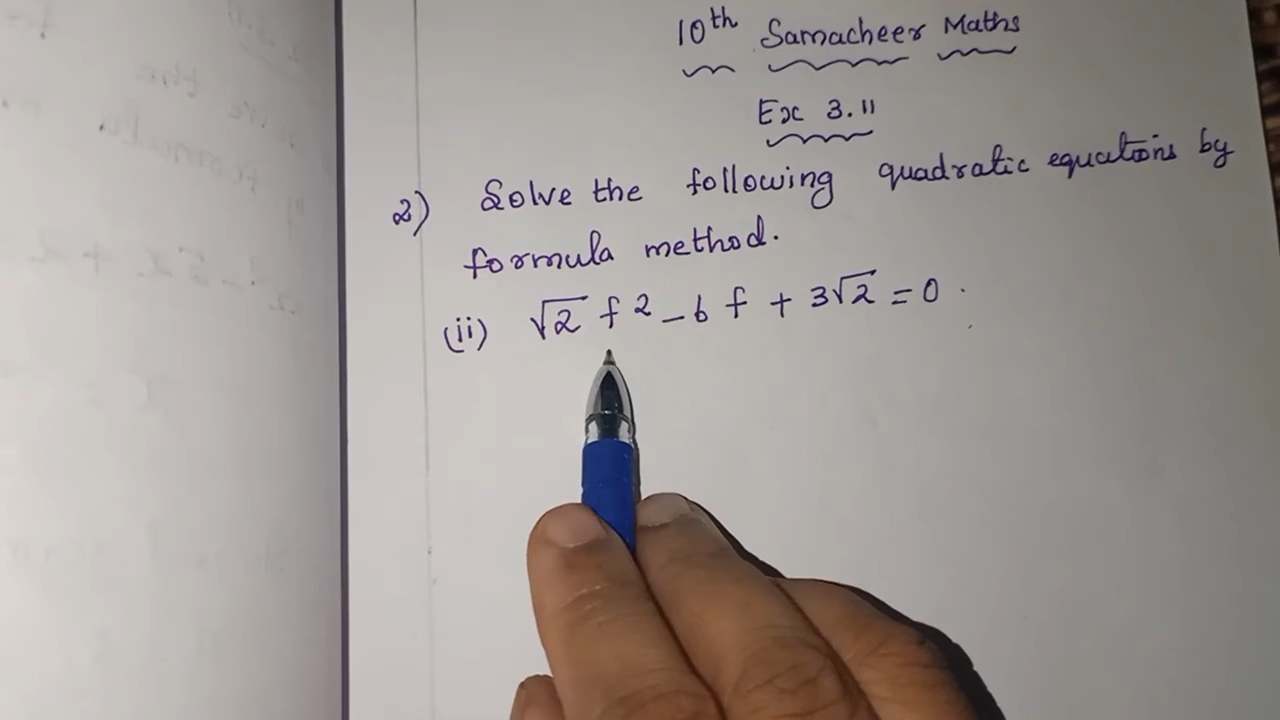 10th Samacheer Maths
Ex 3.11
2) Solve the following quadratic equations by
formula method.
(ii) √2 f² - 6 f + 3√2 = 0.